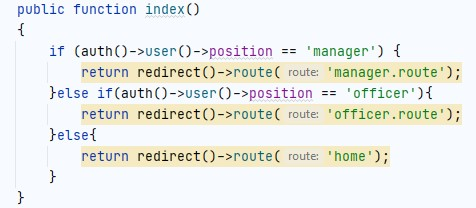 public function index()
{
    if (auth()->user()->position == 'manager') {
        return redirect()->route( route: 'manager.route');
    }else if(auth()->user()->position == 'officer'){
        return redirect()->route( route: 'officer.route');
    }else{
        return redirect()->route( route: 'home');
    }
}